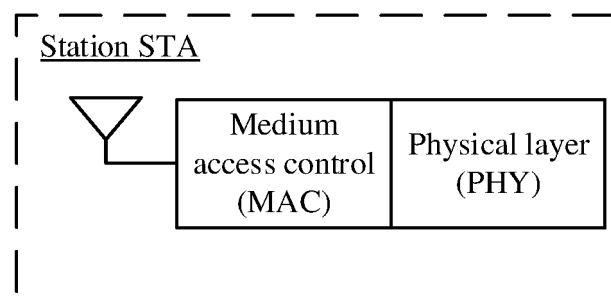 Station STA
Medium
access control
(MAC)
Physical layer
(PHY)